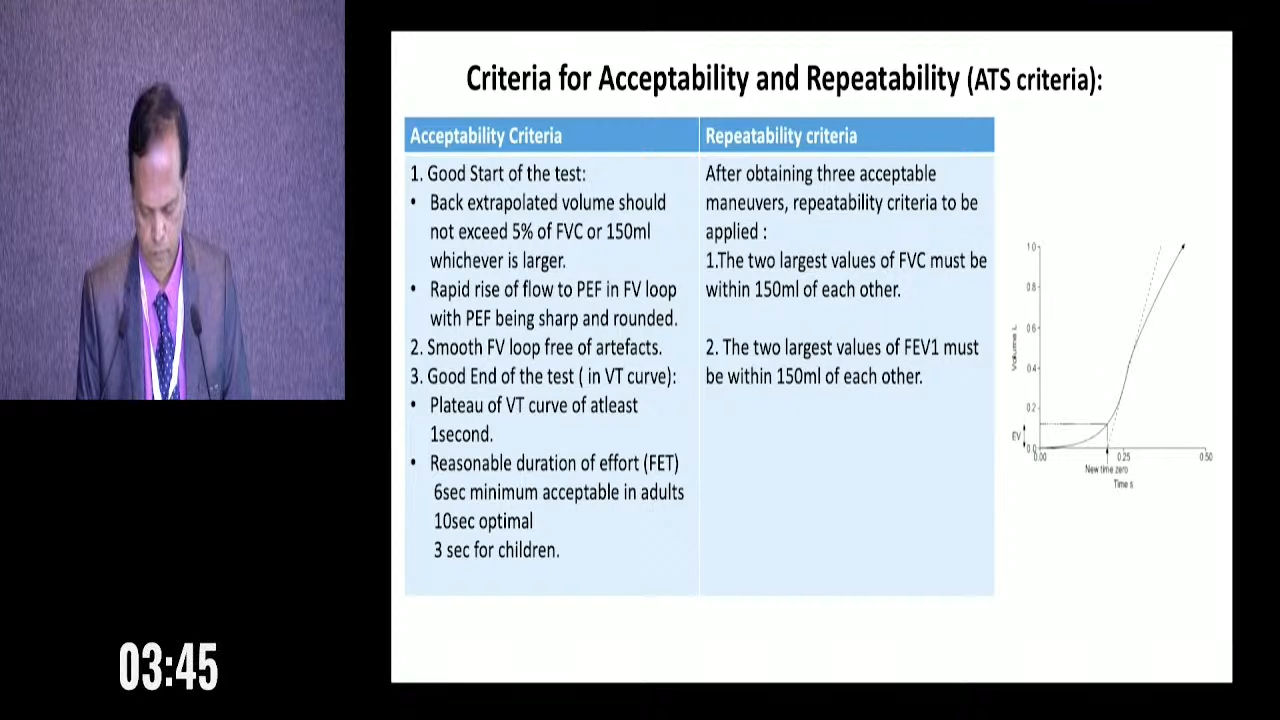 Criteria for Acceptability and Repeatability (ATS criteria):
Acceptability Criteria
1. Good Start of the test:
• Back extrapolated volume should
not exceed 5% of FVC or 150ml
whichever is larger.
• Rapid rise of flow to PEF in FV loop
with PEF being sharp and rounded.
2. Smooth FV loop free of artefacts.
3. Good End of the test ( in VT curve):
• Plateau of VT curve of atleast
1second.
• Reasonable duration of effort (FET)
6sec minimum acceptable in adults
10sec optimal
3 sec for children.
Repeatability criteria
After obtaining three acceptable
maneuvers, repeatability criteria to be
applied :
1.The two largest values of FVC must be
within 150ml of each other.
2. The two largest values of FEV1 must
be within 150ml of each other.
1.0
0.8
0.6
0.4
0.2
0.0
Volume L
EV
0.00
0.25
0.50
New time zero
Time s
03:45